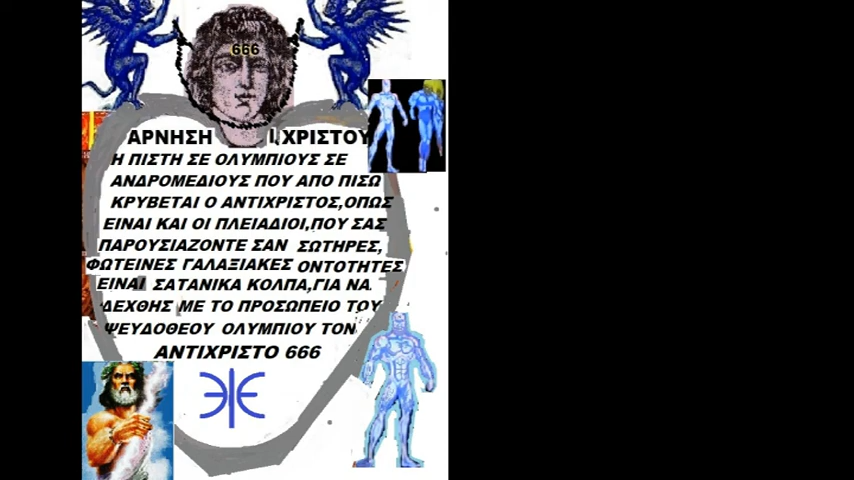 666
ΑΡΝΗΣΗ Ι,ΧΡΙΣΤΟΥ
Η ΠΙΣΤΗ ΣΕ ΟΛΥΜΠΙΟΥΣ ΣΕ
ΑΝΔΡΟΜΕΔΙΟΥΣ ΠΟΥ ΑΠΟ ΠΙΣΩ
ΚΡΥΒΕΤΑΙ Ο ΑΝΤΙΧΡΙΣΤΟΣ,ΟΠΩΣ
ΕΙΝΑΙ ΚΑΙ ΟΙ ΠΛΕΙΑΔΙΟΙ,ΠΟΥ ΣΑΣ
ΠΑΡΟΥΣΙΑΖΟΝΤΕ ΣΑΝ ΣΩΤΗΡΕΣ,
ΦΩΤΕΙΝΕΣ ΓΑΛΑΞΙΑΚΕΣ ΟΝΤΟΤΗΤΕΣ
ΕΙΝΑΙ ΣΑΤΑΝΙΚΑ ΚΟΛΠΑ,ΓΙΑ ΝΑ
ΔΕΧΘΗΣ ΜΕ ΤΟ ΠΡΟΣΩΠΕΙΟ ΤΟΥ
ΨΕΥΔΟΘΕΟΥ ΟΛΥΜΠΙΟΥ ΤΟΝ
ΑΝΤΙΧΡΙΣΤΟ 666